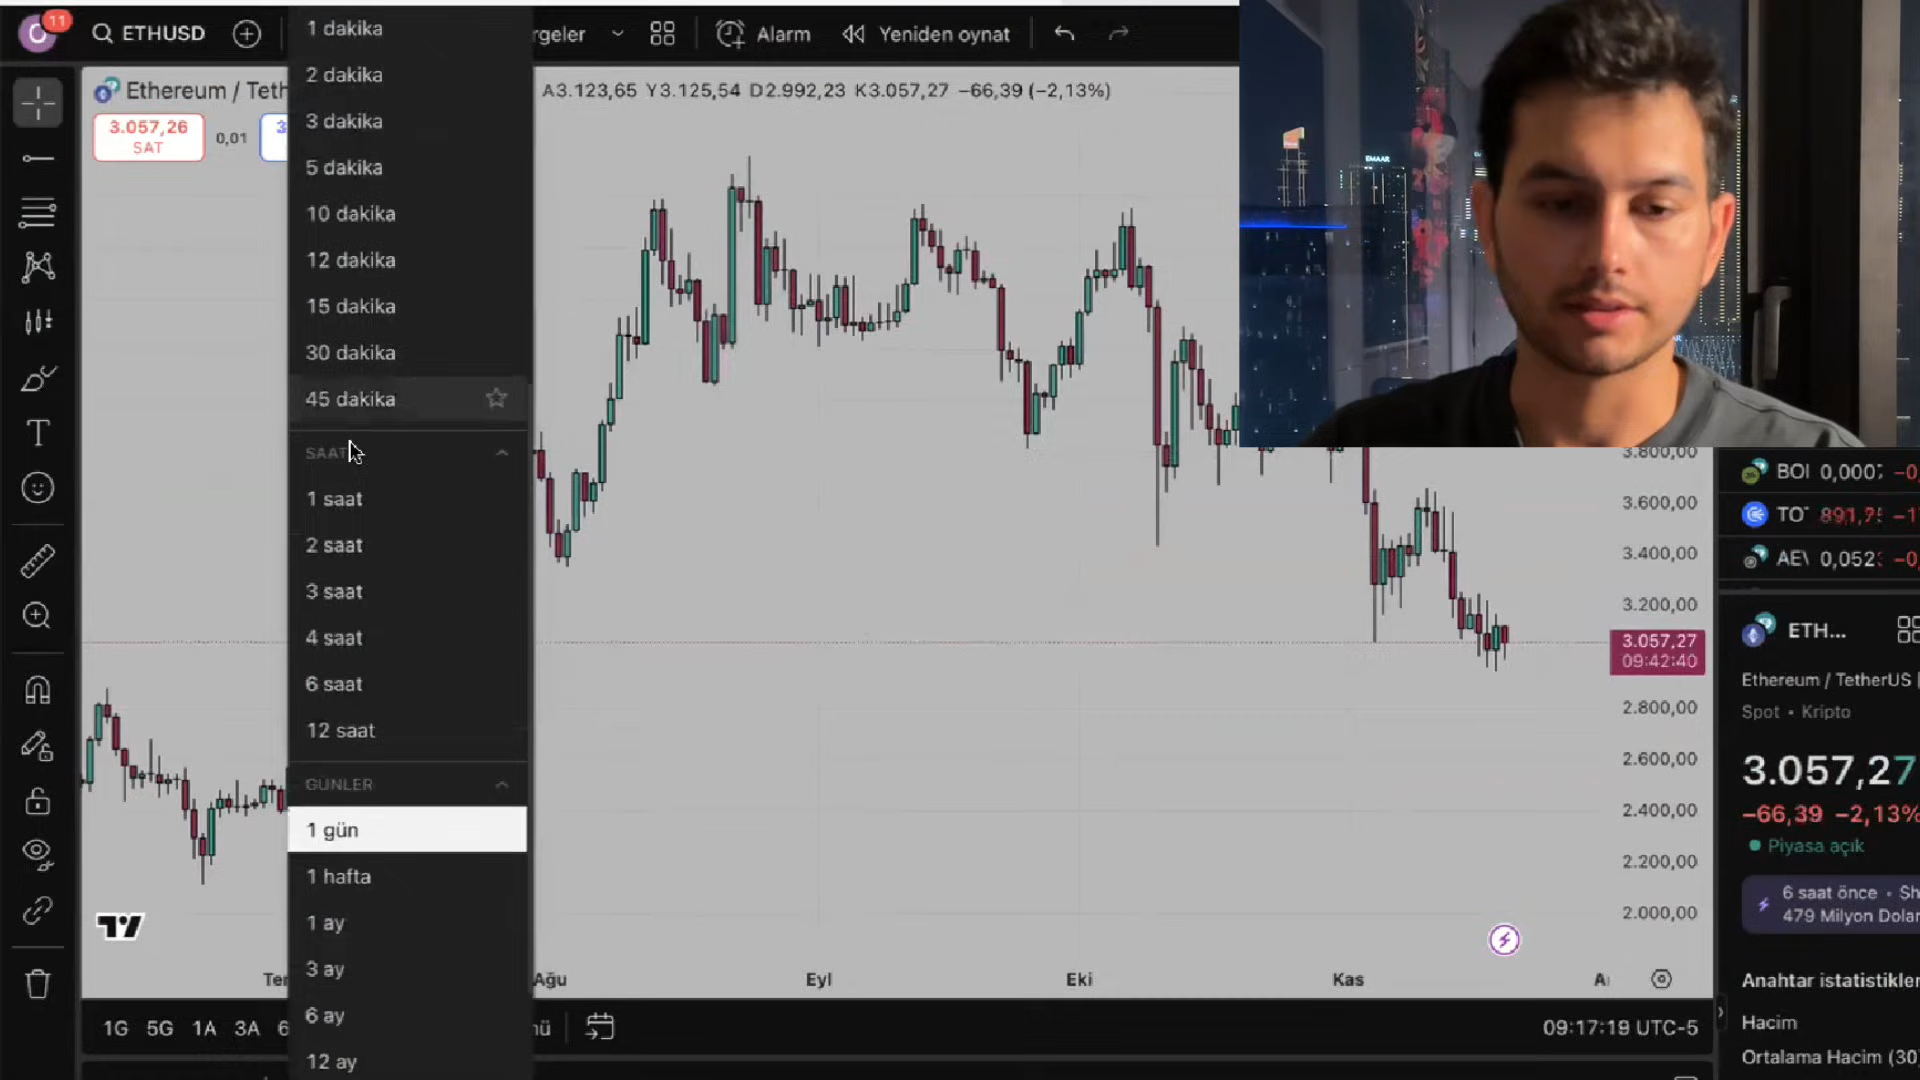 11
ETHUSD
rgeler
Alarm
Yeniden oynat
1 dakika
2 dakika
3 dakika
5 dakika
10 dakika
12 dakika
15 dakika
30 dakika
45 dakika
SAAT
1 saat
2 saat
3 saat
4 saat
6 saat
12 saat
GÜNLER
1 gün
1 hafta
1 ay
3 ay
6 ay
12 ay
Ethereum / Teth
A3.123,65 Y3.125,54 D2.992,23 K3.057,27 −66,39 (−2,13%)
3.057,26
SAT
0,01
3
EMAAR
3.800,00
3.600,00
3.400,00
3.200,00
3.057,27
09:42:40
2.800,00
2.600,00
2.400,00
2.200,00
2.000,00
Ter Ağu Eyl Eki Kas
1G 5G 1A 3A 6
09:17:19 UTC-5
BOI 0,000
TO
AEV 0,052
ETH...
Ethereum / TetherUS
Spot • Kripto
3.057,27
−66,39 −2,13%
Piyasa açık
6 saat önce • Sh
479 Milyon Dolar
Anahtar istatistikler
Hacim
Ortalama Hacim (30